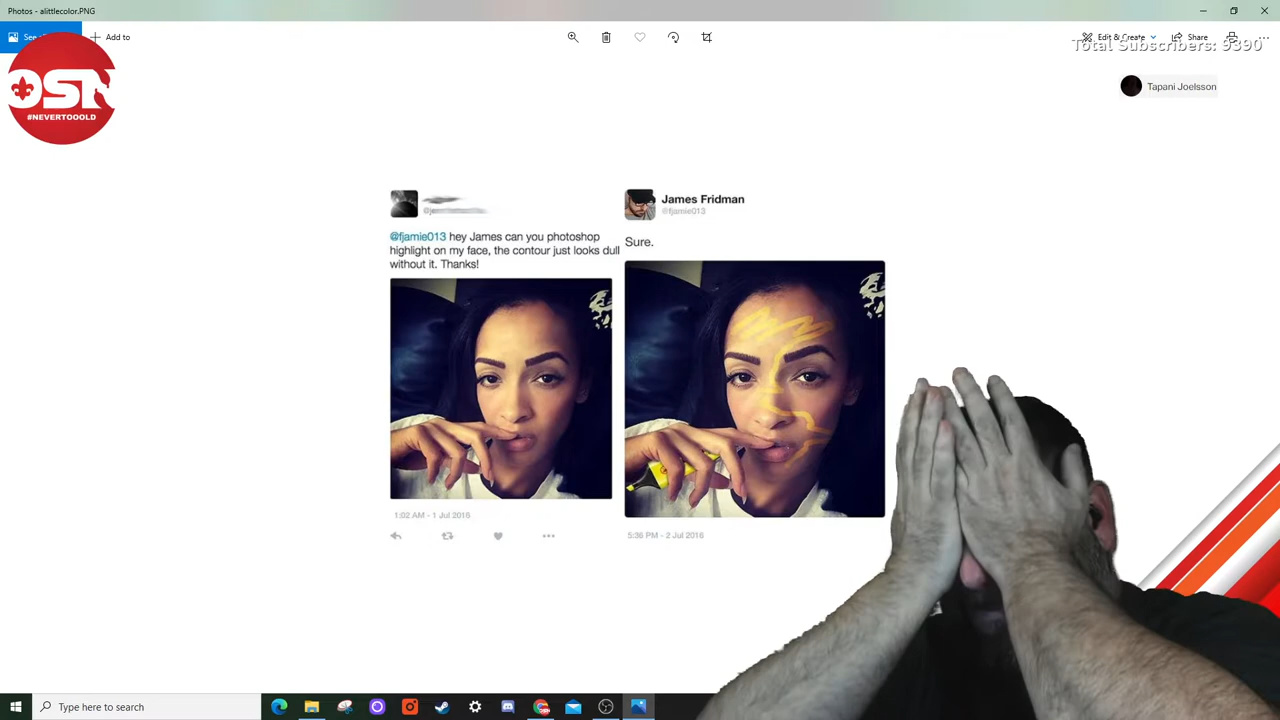 Photos - alittlecolor.PNG
Add to
Edit & Create
Share
Total Subscribers: 9390
OSN
#NEVERTOOOLD
Tapani Joelsson
@fjamie013 hey James can you photoshop
highlight on my face, the contour just looks dull
without it. Thanks!
1:02 AM - 1 Jul 2016
James Fridman
@fjamie013
Sure.
5:36 PM - 2 Jul 2016
Type here to search